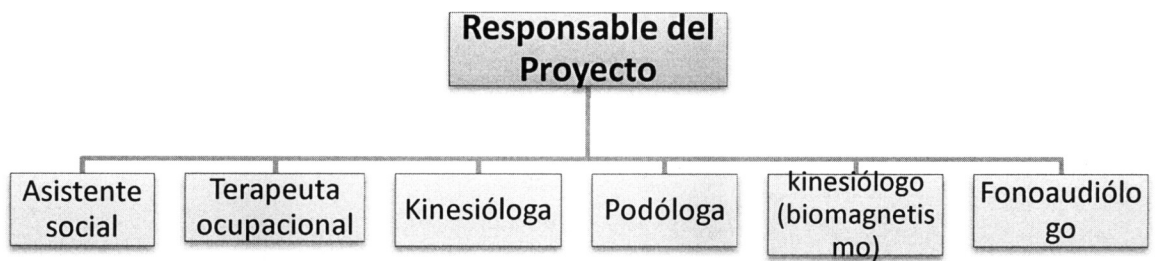 Responsable del
Proyecto
Asistente
social
Terapeuta
ocupacional
Kinesióloga
Podóloga
kinesiólogo
(biomagnetis
mo)
Fonoaudiólo
go